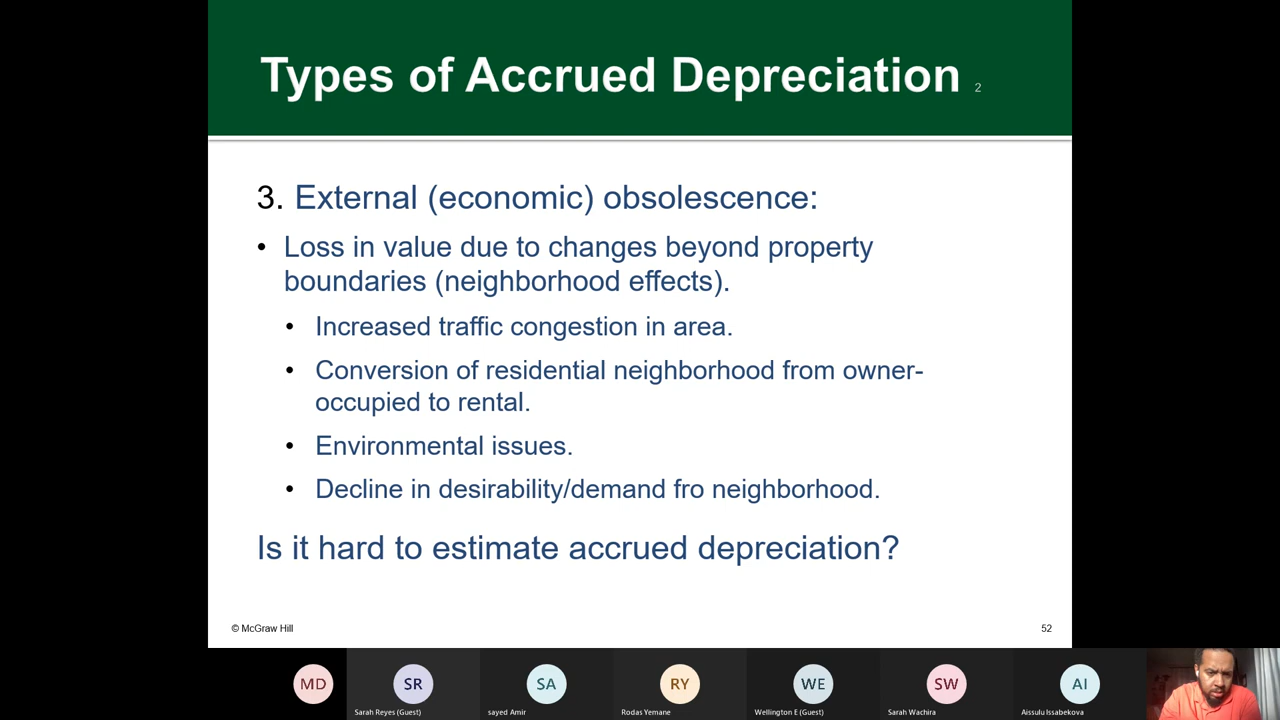 Types of Accrued Depreciation 2
3. External (economic) obsolescence:
• Loss in value due to changes beyond property
boundaries (neighborhood effects).
• Increased traffic congestion in area.
• Conversion of residential neighborhood from owner-
occupied to rental.
• Environmental issues.
• Decline in desirability/demand fro neighborhood.
Is it hard to estimate accrued depreciation?
© McGraw Hill 52
MD SR SA RY WE SW AI
Sarah Reyes (Guest) sayed Amir Rodas Yemane Wellington E (Guest) Sarah Wachira Aissulu Issabekova